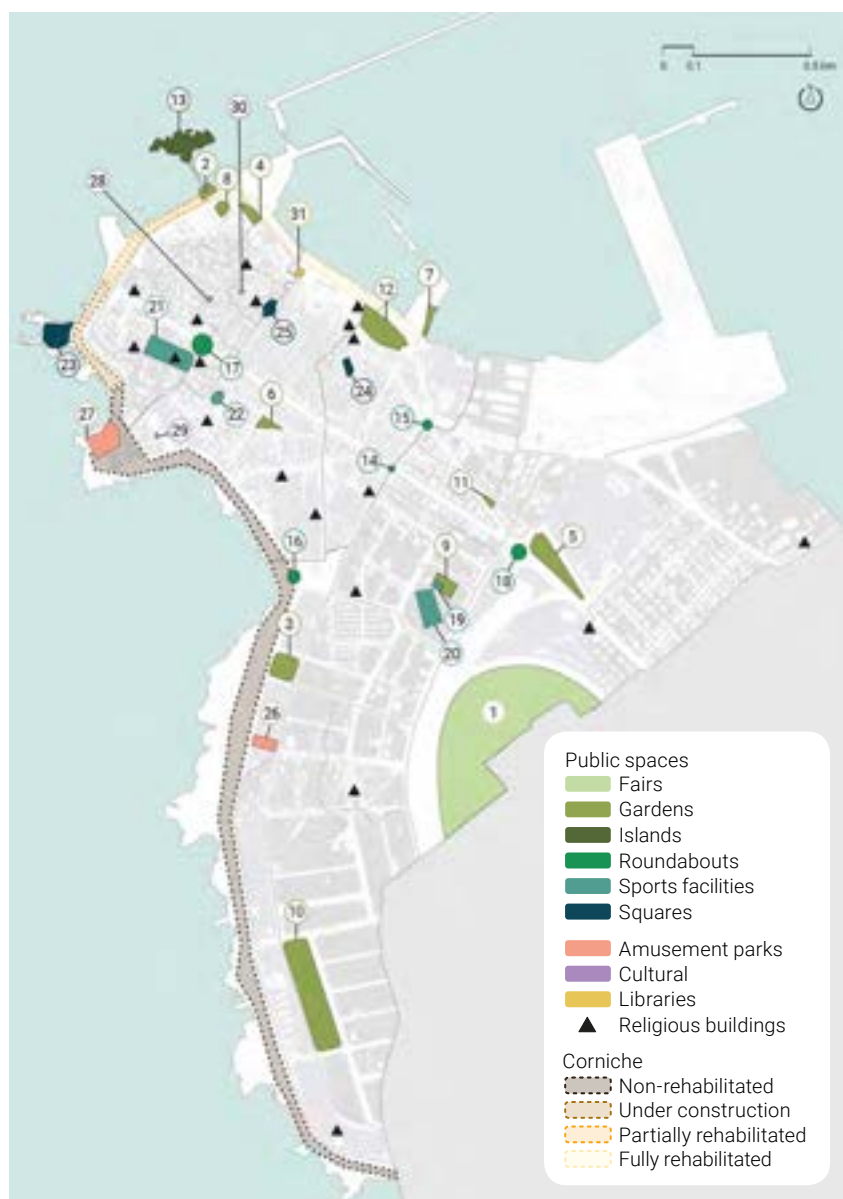 0
0.1
0.5 km
13
30
2
4
8
28
31
12
7
21
25
17
23
24
22
6
15
27
29
14
11
9
5
16
18
19
20
3
1
26
10
Public spaces
Fairs
Gardens
Islands
Roundabouts
Sports facilities
Squares
Amusement parks
Cultural
Libraries
Religious buildings
Corniche
Non-rehabilitated
Under construction
Partially rehabilitated
Fully rehabilitated